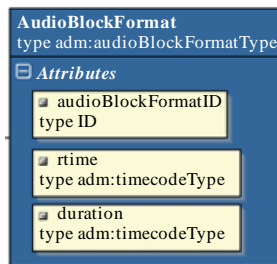 AudioBlockFormat
type adm:audioBlockFormatType
Attributes
audioBlockFormatID
type ID
rtime
type adm:timecodeType
duration
type adm:timecodeType